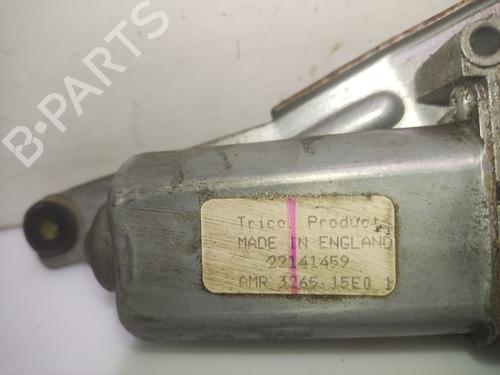 B-PARTS
Trico Products
MADE IN ENGLAND
22141459
AMR 3265 15E0 1